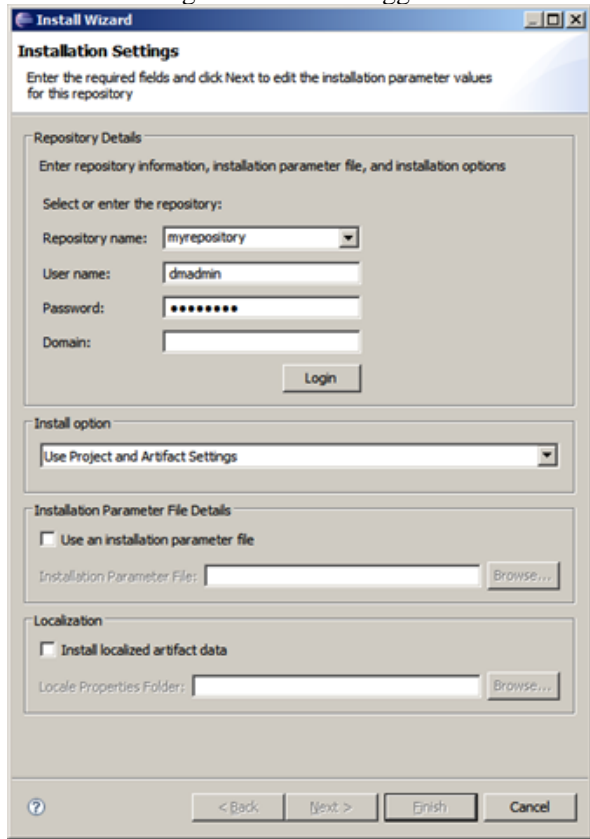 Install Wizard
Installation Settings
Enter the required fields and click Next to edit the installation parameter values
for this repository
Repository Details
Enter repository information, installation parameter file, and installation options
Select or enter the repository:
Repository name: myrepository
User name: dmadmin
Password: ●●●●●●●●
Domain:
Login
Install option
Use Project and Artifact Settings
Installation Parameter File Details
Use an installation parameter file
Installation Parameter File: Browse...
Localization
Install localized artifact data
Locale Properties Folder: Browse...
? < Back Next > Finish Cancel